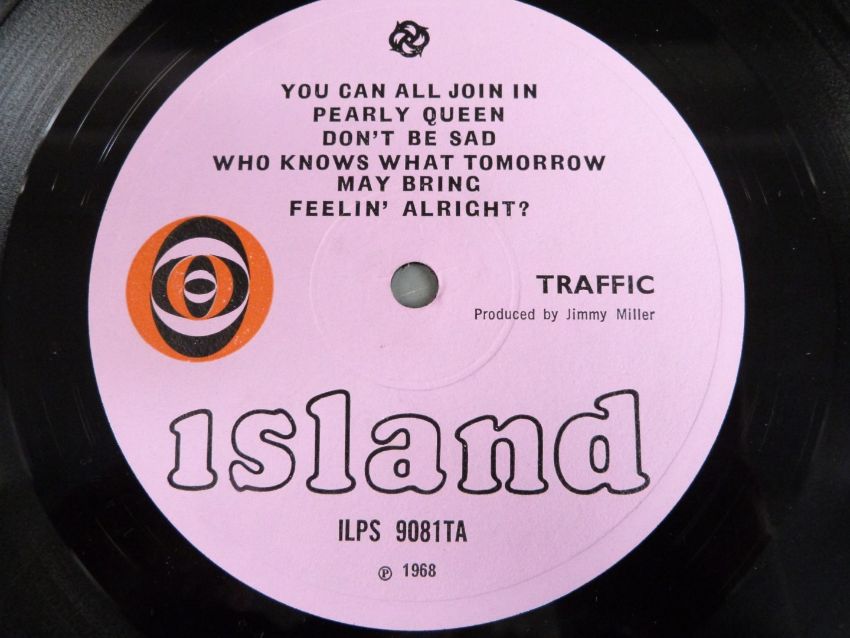 YOU CAN ALL JOIN IN
PEARLY QUEEN
DON'T BE SAD
WHO KNOWS WHAT TOMORROW
MAY BRING
FEELIN' ALRIGHT?
TRAFFIC
Produced by Jimmy Miller
ısland
ILPS 9081TA
℗ 1968